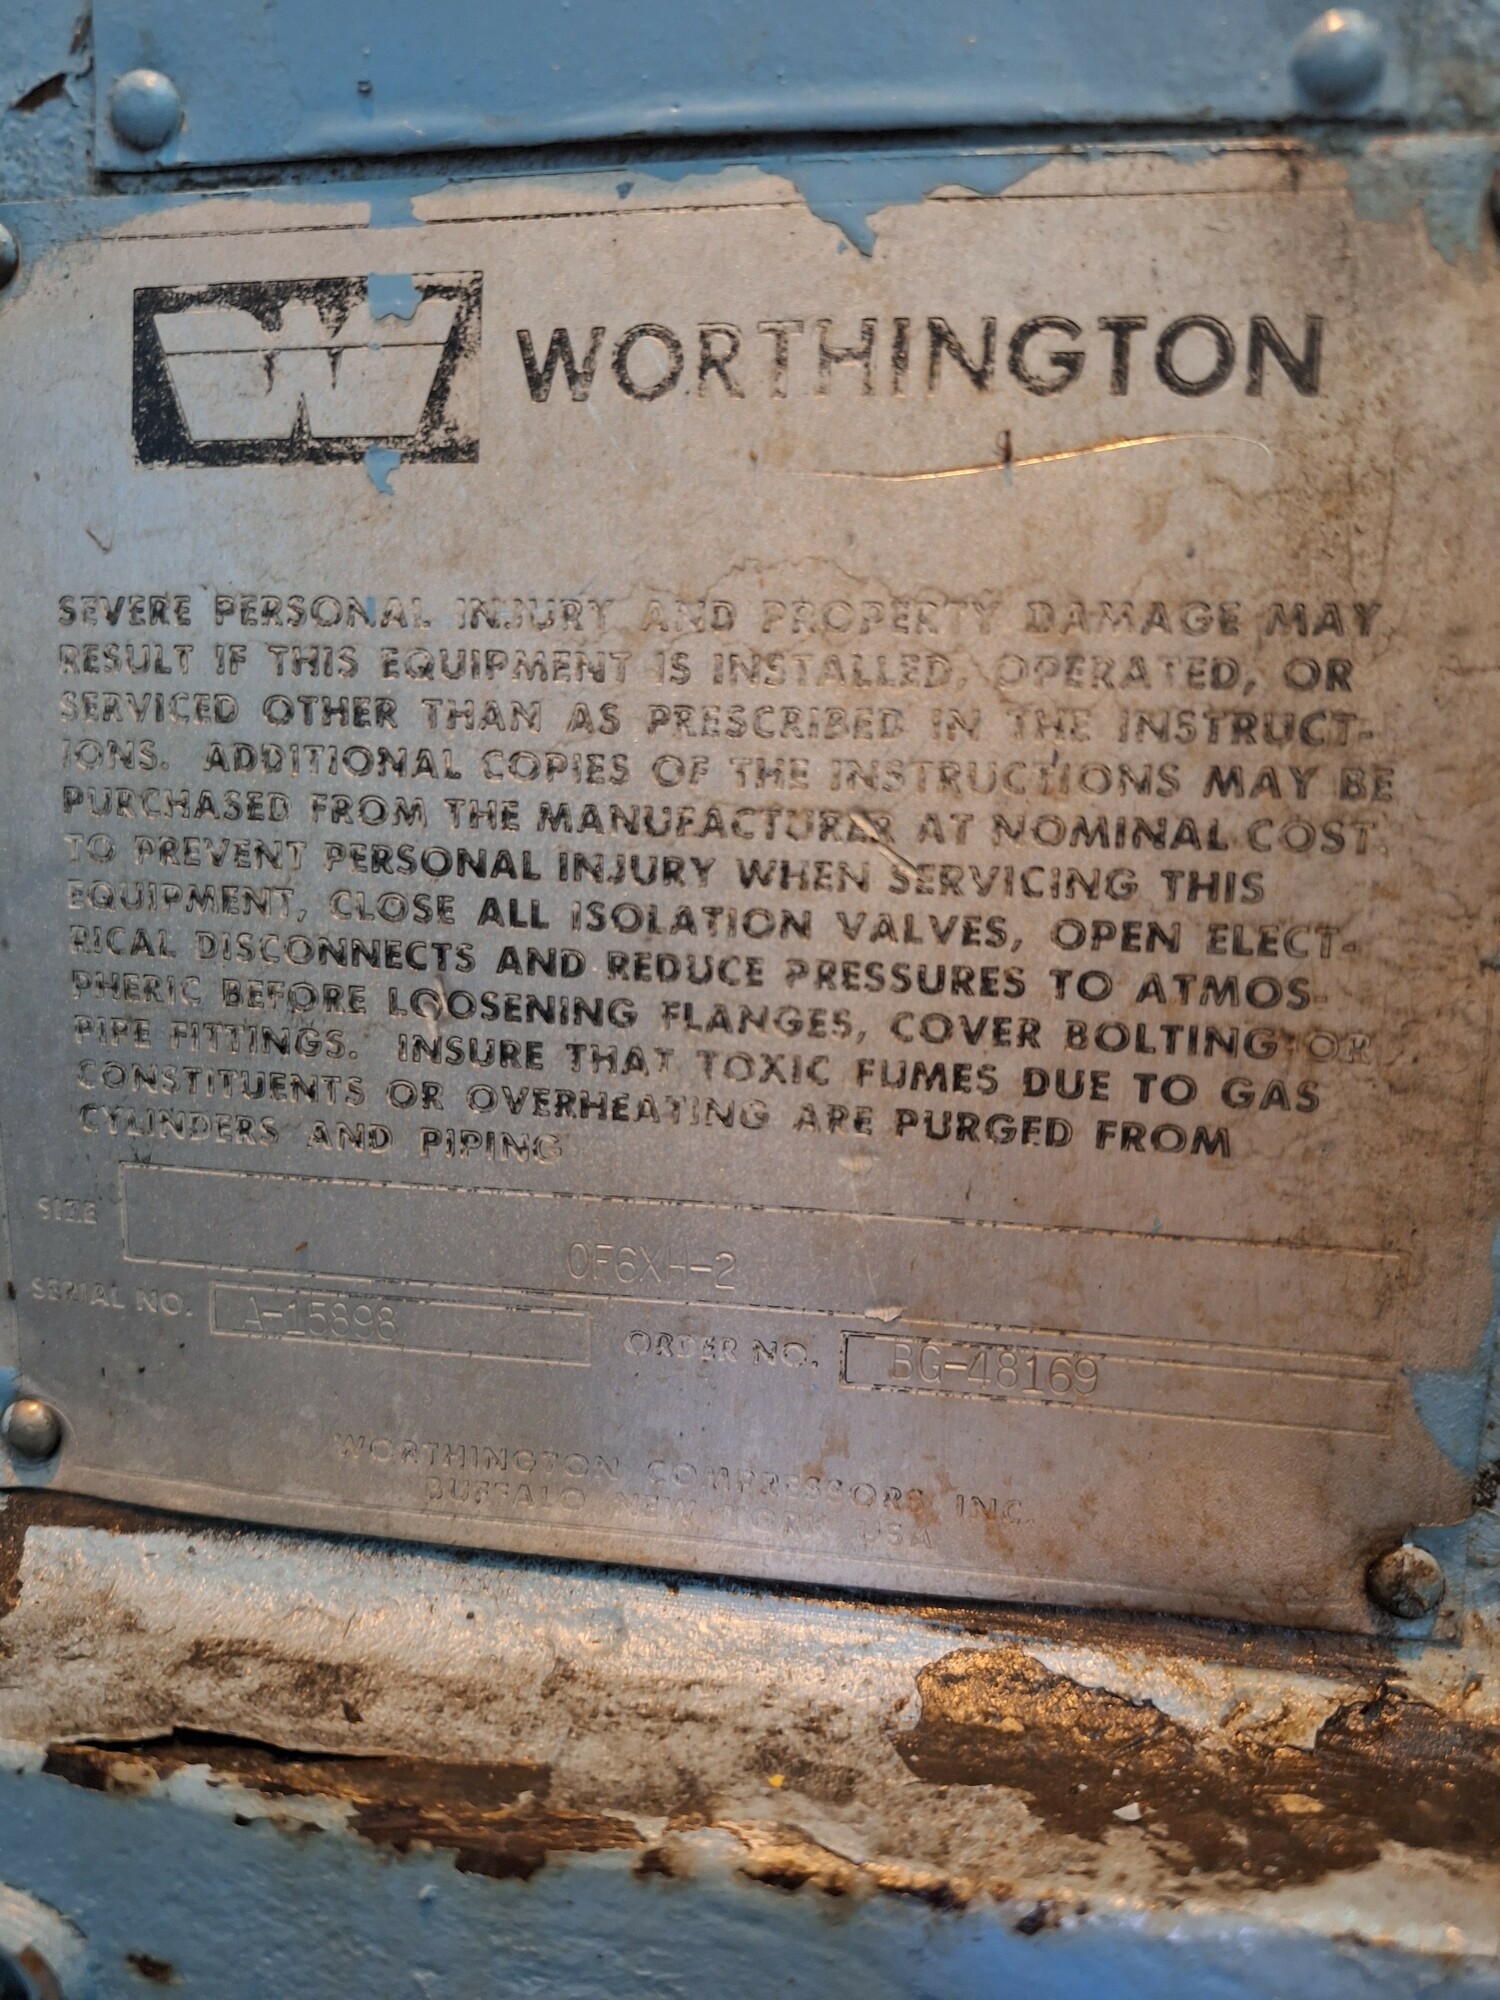 W WORTHINGTON
SEVERE PERSONAL INJURY AND PROPERTY DAMAGE MAY
RESULT IF THIS EQUIPMENT IS INSTALLED, OPERATED, OR
SERVICED OTHER THAN AS PRESCRIBED IN THE INSTRUCT-
IONS. ADDITIONAL COPIES OF THE INSTRUCTIONS MAY BE
PURCHASED FROM THE MANUFACTURER AT NOMINAL COST.
TO PREVENT PERSONAL INJURY WHEN SERVICING THIS
EQUIPMENT, CLOSE ALL ISOLATION VALVES, OPEN ELECT-
RICAL DISCONNECTS AND REDUCE PRESSURES TO ATMOS-
PHERIC BEFORE LOOSENING FLANGES, COVER BOLTING OR
PIPE FITTINGS. INSURE THAT TOXIC FUMES DUE TO GAS
CONSTITUENTS OR OVERHEATING ARE PURGED FROM
CYLINDERS AND PIPING
SIZE OF6XH-2
SERIAL NO. A-15898 ORDER NO. BG-48169
WORTHINGTON COMPRESSORS, INC.
BUFFALO NEW YORK USA